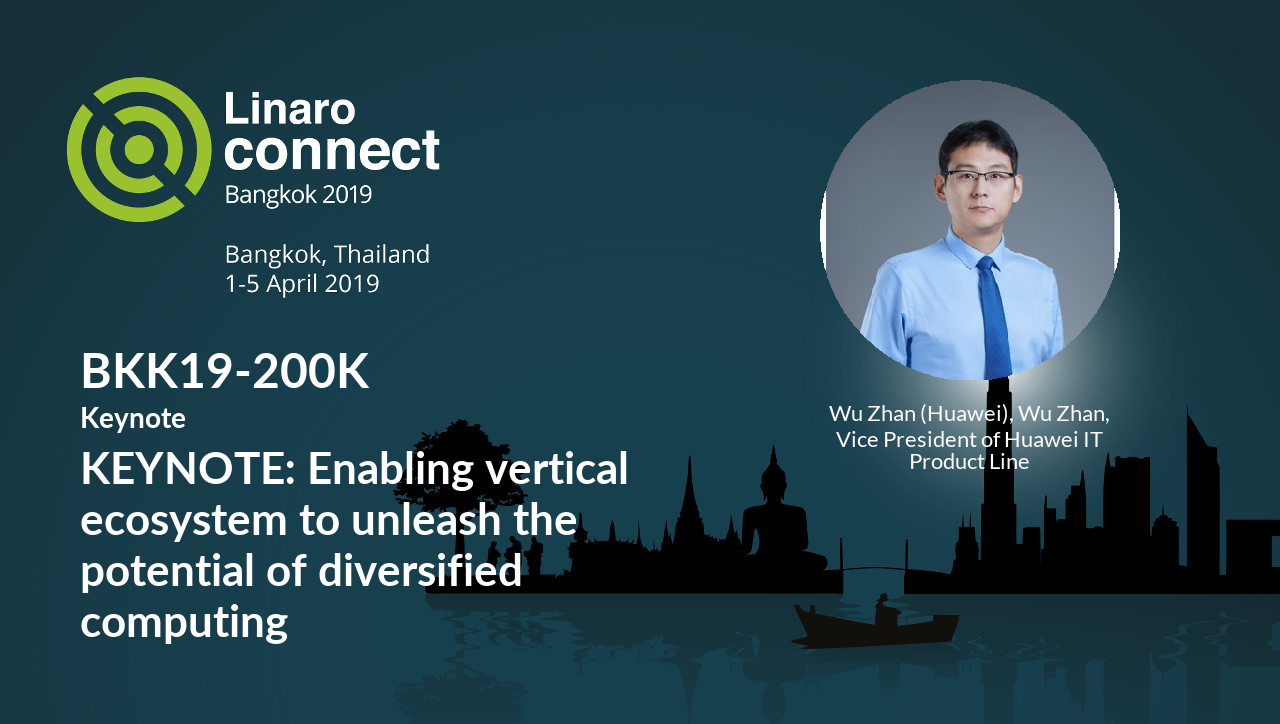 Linaro
connect
Bangkok 2019
Bangkok, Thailand
1-5 April 2019
BKK19-200K
Keynote
KEYNOTE: Enabling vertical
ecosystem to unleash the
potential of diversified
computing
Wu Zhan (Huawei), Wu Zhan,
Vice President of Huawei IT
Product Line